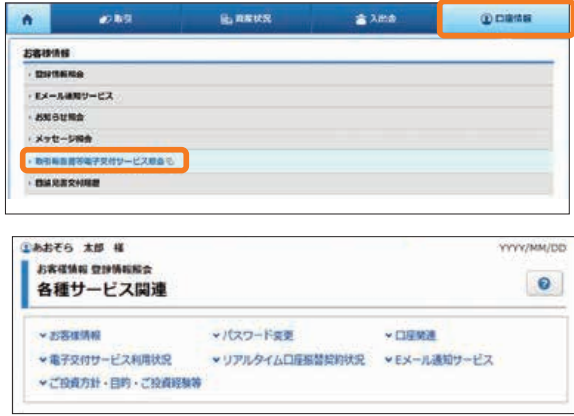 お取引
資産状況
入出金
口座情報
お客様情報
・登録情報照会
・Eメール通知サービス
・お知らせ照会
・メッセージ照会
・取引報告書等電子交付サービス照会
・目論見書交付履歴
あおぞら 太郎 様
YYYY/MM/DD
お客様情報 登録情報照会
各種サービス関連
?
お客様情報
パスワード変更
口座関連
電子交付サービス利用状況
リアルタイム口座振替契約状況
Eメール通知サービス
ご投資方針・目的・ご投資経験等